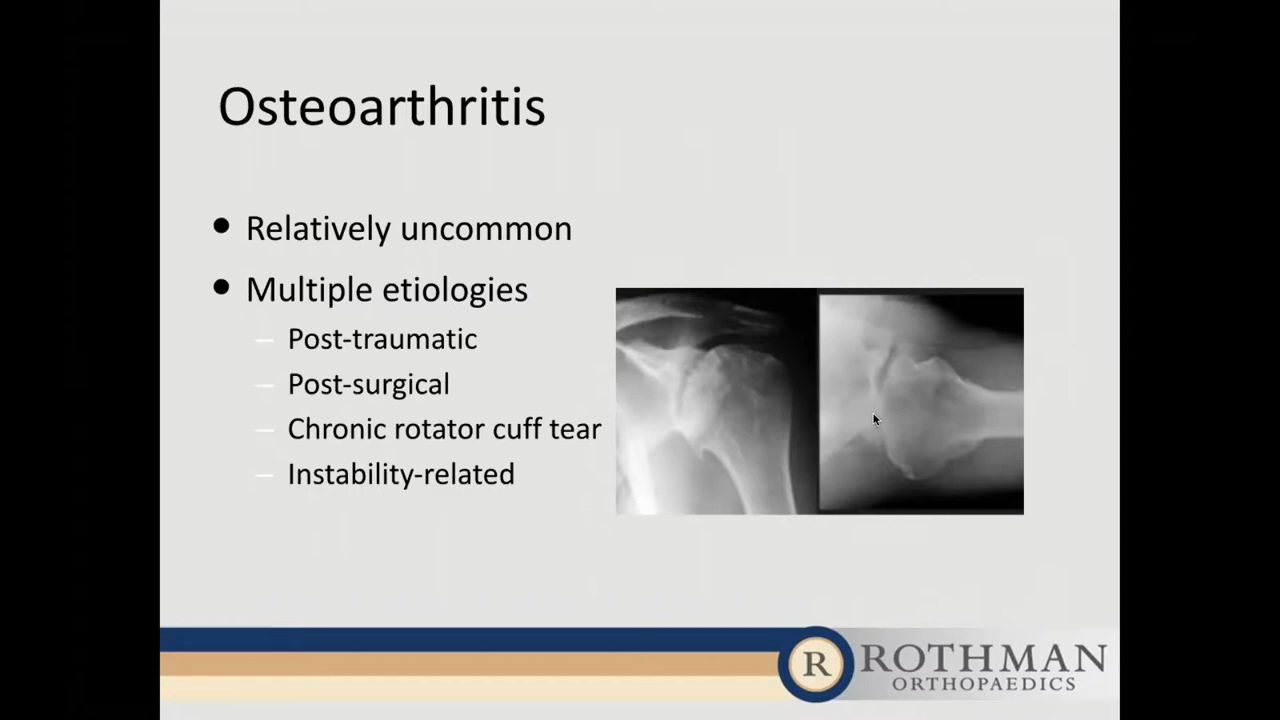 Osteoarthritis
• Relatively uncommon
• Multiple etiologies
– Post-traumatic
– Post-surgical
– Chronic rotator cuff tear
– Instability-related
R
ROTHMAN
ORTHOPAEDICS